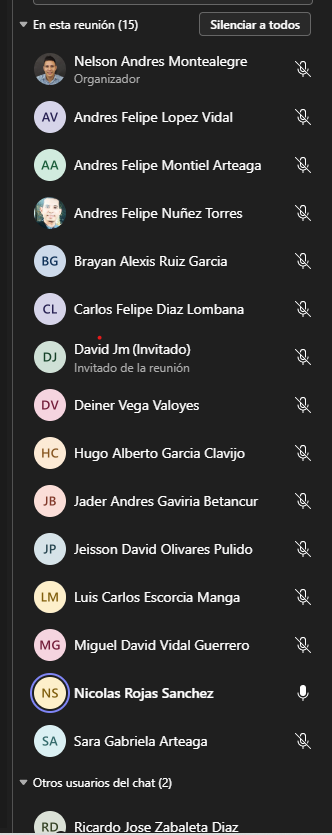 En esta reunión (15)
Silenciar a todos
Nelson Andres Montealegre
Organizador
AV
Andres Felipe Lopez Vidal
AA
Andres Felipe Montiel Arteaga
Andres Felipe Nuñez Torres
BG
Brayan Alexis Ruiz Garcia
CL
Carlos Felipe Diaz Lombana
DJ
David Jm (Invitado)
Invitado de la reunión
DV
Deiner Vega Valoyes
HC
Hugo Alberto Garcia Clavijo
JB
Jader Andres Gaviria Betancur
JP
Jeisson David Olivares Pulido
LM
Luis Carlos Escorcia Manga
MG
Miguel David Vidal Guerrero
NS
Nicolas Rojas Sanchez
SA
Sara Gabriela Arteaga
Otros usuarios del chat (2)
RD
Ricardo Jose Zabaleta Diaz